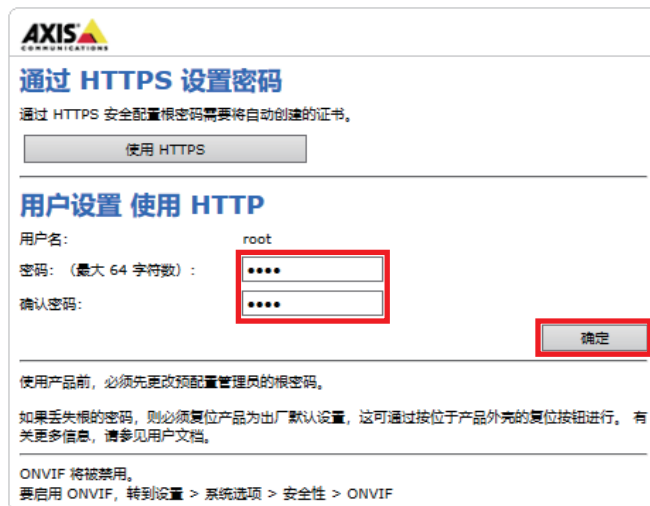 AXIS
COMMUNICATIONS
通过 HTTPS 设置密码
通过 HTTPS 安全配置根密码需要将自动创建的证书。
使用 HTTPS
用户设置 使用 HTTP
用户名: root
密码: (最大 64 字符数) : ••••
确认密码: ••••
确定
使用产品前，必须先更改预配置管理员的根密码。
如果丢失根的密码，则必须复位产品为出厂默认设置，这可通过按位于产品外壳的复位按钮进行。 有
关更多信息，请参见用户文档。
ONVIF 将被禁用。
要启用 ONVIF，转到设置 > 系统选项 > 安全性 > ONVIF